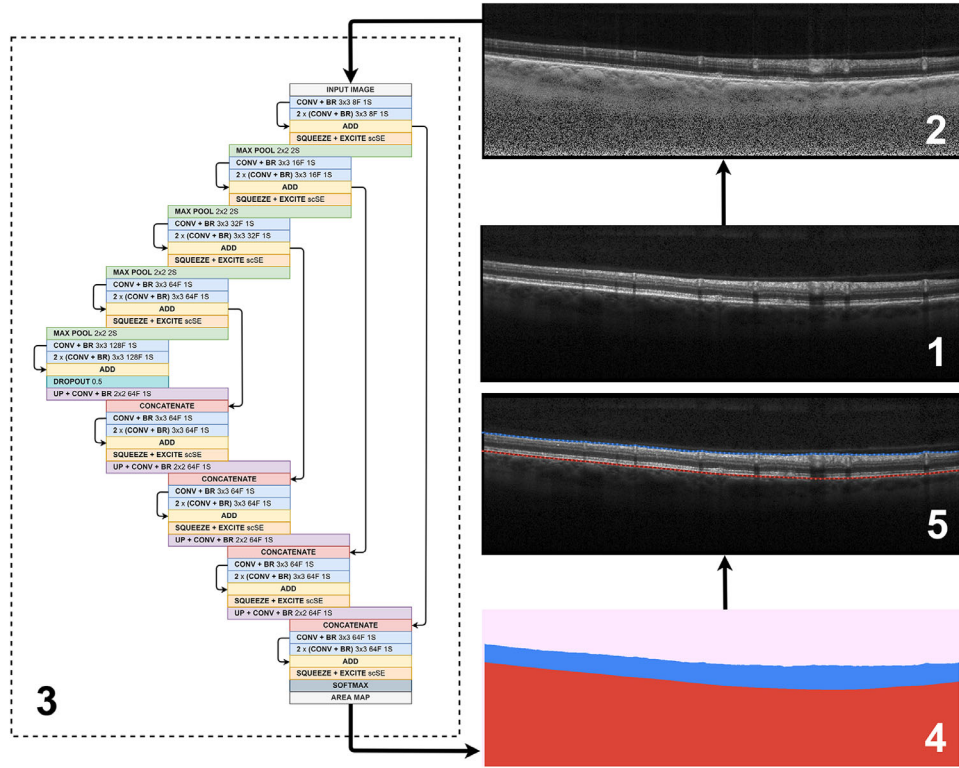 INPUT IMAGE
CONV + BR 3x3 8F 1S
2 x (CONV + BR) 3x3 8F 1S
ADD
SQUEEZE + EXCITE scSE
MAX POOL 2x2 2S
CONV + BR 3x3 16F 1S
2 x (CONV + BR) 3x3 16F 1S
ADD
SQUEEZE + EXCITE scSE
MAX POOL 2x2 2S
CONV + BR 3x3 32F 1S
2 x (CONV + BR) 3x3 32F 1S
ADD
SQUEEZE + EXCITE scSE
MAX POOL 2x2 2S
CONV + BR 3x3 64F 1S
2 x (CONV + BR) 3x3 64F 1S
ADD
SQUEEZE + EXCITE scSE
MAX POOL 2x2 2S
CONV + BR 3x3 128F 1S
2 x (CONV + BR) 3x3 128F 1S
ADD
DROPOUT 0.5
UP + CONV + BR 2x2 64F 1S
CONCATENATE
CONV + BR 3x3 64F 1S
2 x (CONV + BR) 3x3 64F 1S
ADD
SQUEEZE + EXCITE scSE
UP + CONV + BR 2x2 64F 1S
CONCATENATE
CONV + BR 3x3 64F 1S
2 x (CONV + BR) 3x3 64F 1S
ADD
SQUEEZE + EXCITE scSE
UP + CONV + BR 2x2 64F 1S
CONCATENATE
CONV + BR 3x3 64F 1S
2 x (CONV + BR) 3x3 64F 1S
ADD
SQUEEZE + EXCITE scSE
UP + CONV + BR 2x2 64F 1S
CONCATENATE
CONV + BR 3x3 64F 1S
2 x (CONV + BR) 3x3 64F 1S
ADD
SQUEEZE + EXCITE scSE
SOFTMAX
AREA MAP
3
2
1
5
4